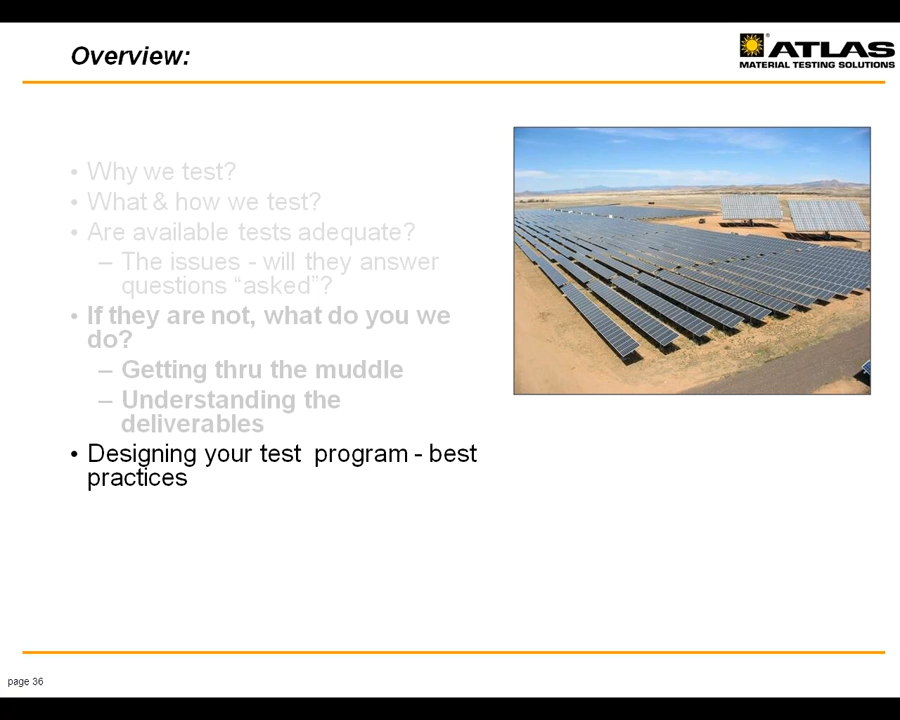 Overview:
ATLAS
®
MATERIAL TESTING SOLUTIONS
• Why we test?
• What & how we test?
• Are available tests adequate?
– The issues - will they answer
questions “asked”?
• If they are not, what do you we
do?
– Getting thru the muddle
– Understanding the
deliverables
• Designing your test  program - best
practices
page 36